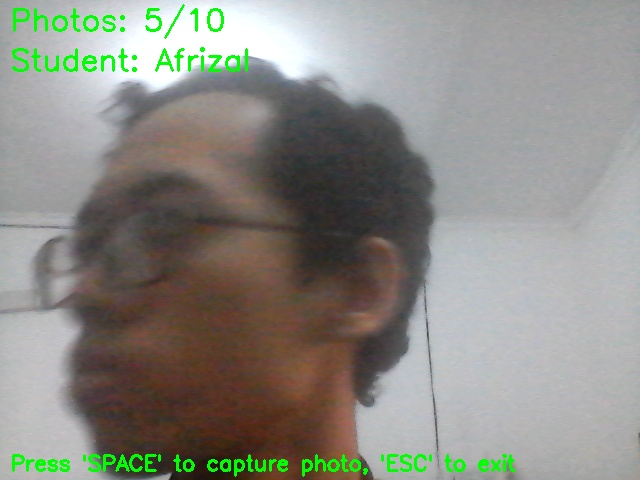 Photos: 5/10
Student: Afrizal
Press 'SPACE' to capture photo, 'ESC' to exit